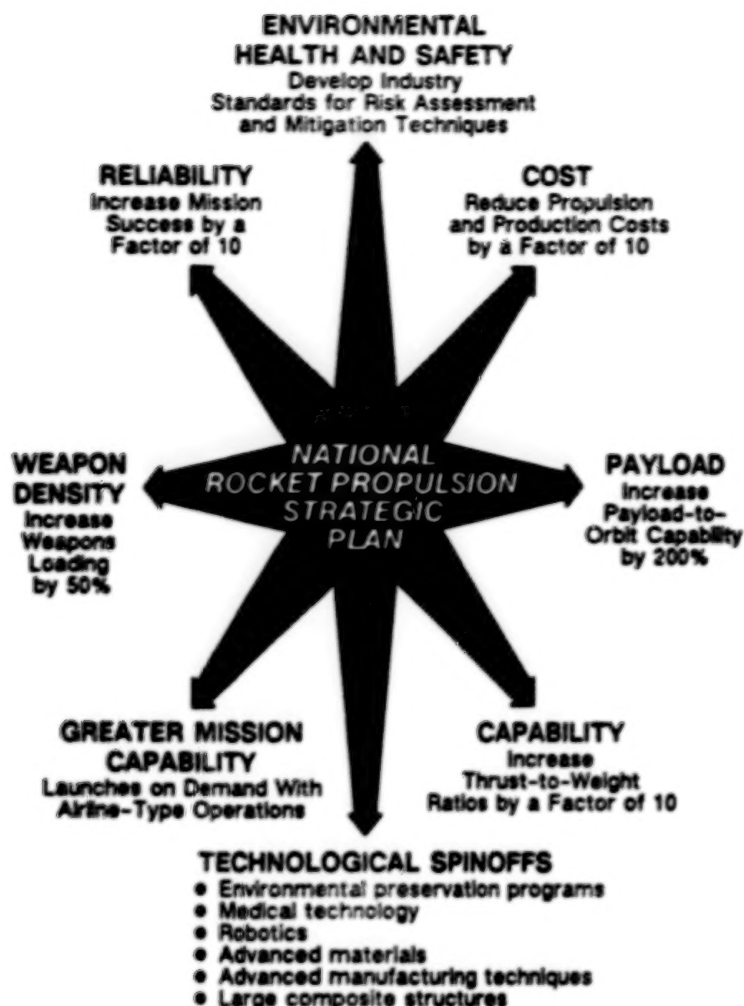 ENVIRONMENTAL
HEALTH AND SAFETY
Develop Industry
Standards for Risk Assessment
and Mitigation Techniques
RELIABILITY
Increase Mission
Success by a
Factor of 10
COST
Reduce Propulsion
and Production Costs
by a Factor of 10
WEAPON
DENSITY
Increase
Weapons
Loading
by 50%
NATIONAL
ROCKET PROPULSION
STRATEGIC
PLAN
PAYLOAD
Increase
Payload-to-
Orbit Capability
by 200%
GREATER MISSION
CAPABILITY
Launches on Demand With
Airline-Type Operations
CAPABILITY
Increase
Thrust-to-Weight
Ratios by a Factor of 10
TECHNOLOGICAL SPINOFFS
• Environmental preservation programs
• Medical technology
• Robotics
• Advanced materials
• Advanced manufacturing techniques
• Large composite structures